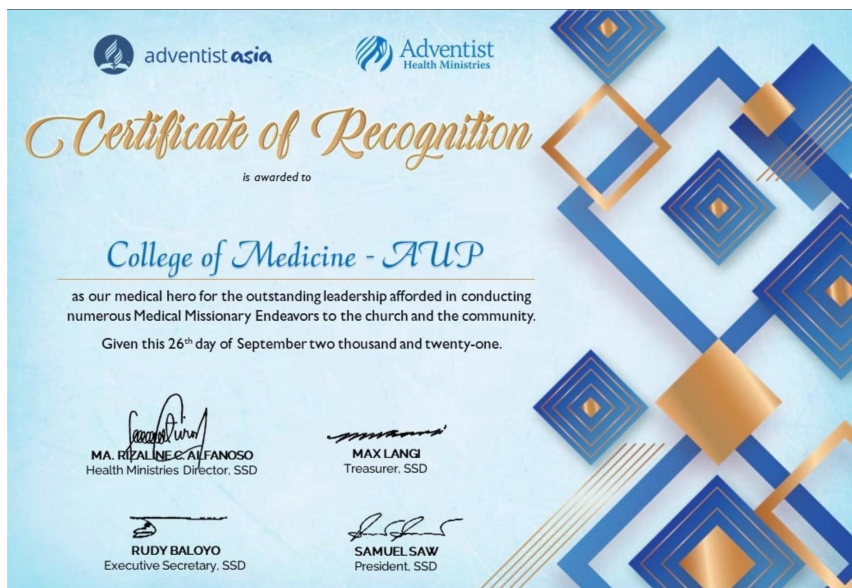 adventist asia
Adventist
Health Ministries
Certificate of Recognition
is awarded to
College of Medicine - AUP
as our medical hero for the outstanding leadership afforded in conducting
numerous Medical Missionary Endeavors to the church and the community.
Given this 26th day of September two thousand and twenty-one.
MA. RIZALINE C. ALFANOSO
Health Ministries Director, SSD
MAX LANGI
Treasurer, SSD
RUDY BALOYO
Executive Secretary, SSD
SAMUEL SAW
President, SSD